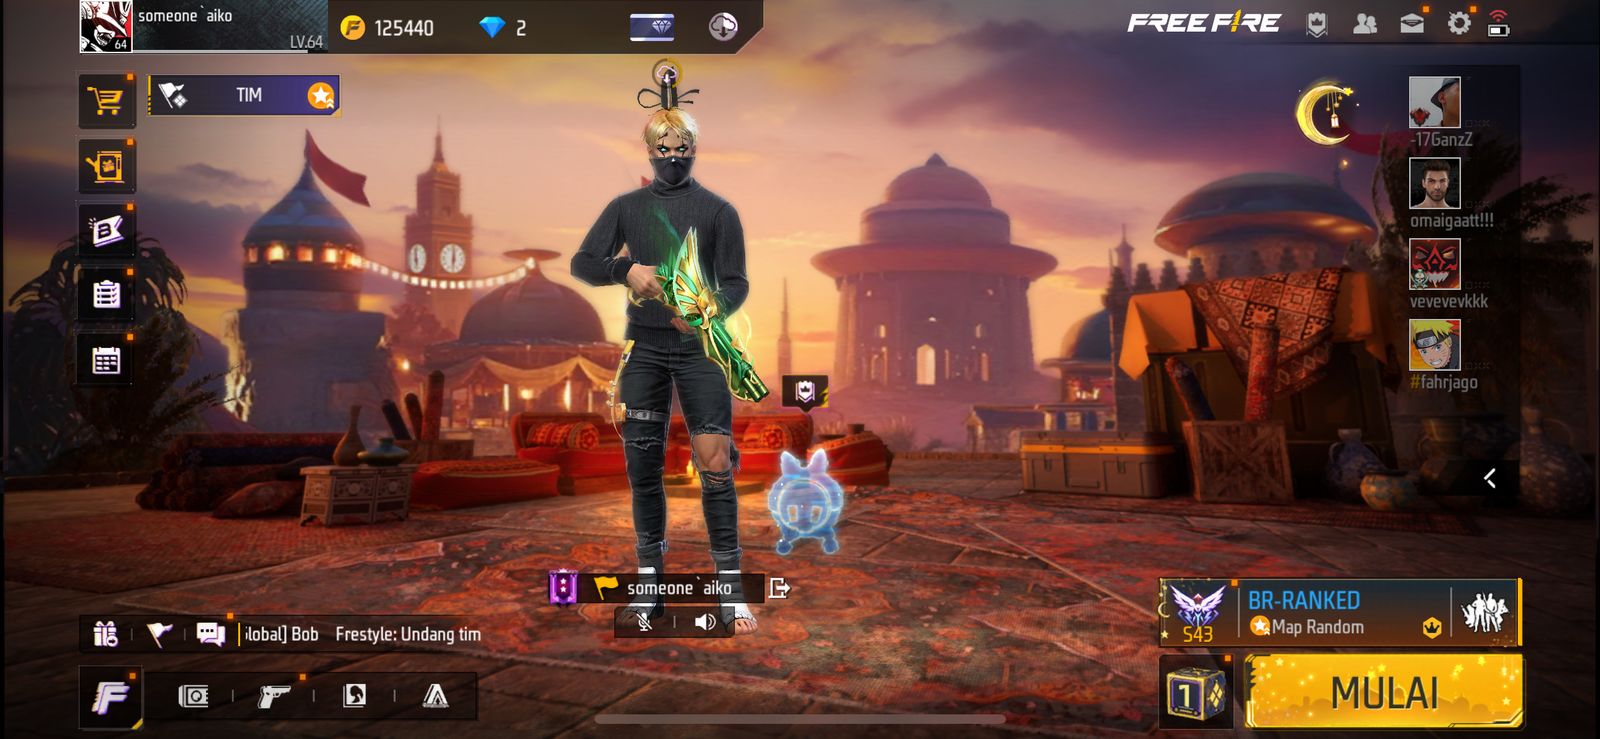 someone`aiko
64
LV.64
125440
2
FREE FIRE
TIM
-17GanzZ
omaigaatt!!!
vevevevkkk
#fahrjago
someone`aiko
lobal] Bob Frestyle: Undang tim
BR-RANKED
Map Random
S43
1
MULAI